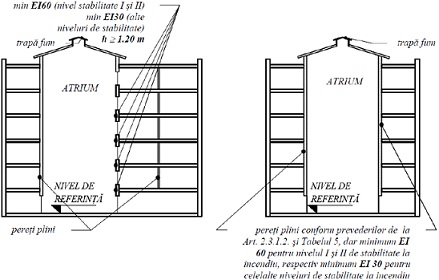 min EI60 (nivel stabilitate I și II)
min EI30 (alte
niveluri de stabilitate)
h ≥ 1.20 m
trapă fum
ATRIUM
NIVEL DE
REFERINȚĂ
pereți plini
trapă fum
ATRIUM
NIVEL DE
REFERINȚĂ
pereți plini conform prevederilor de la
Art. 2.3.1.2. și Tabelul 5, dar minimum EI
60 pentru nivelul I și II de stabilitate la
incendiu, respectiv minimum EI 30 pentru
celelalte niveluri de stabilitate la incendiu